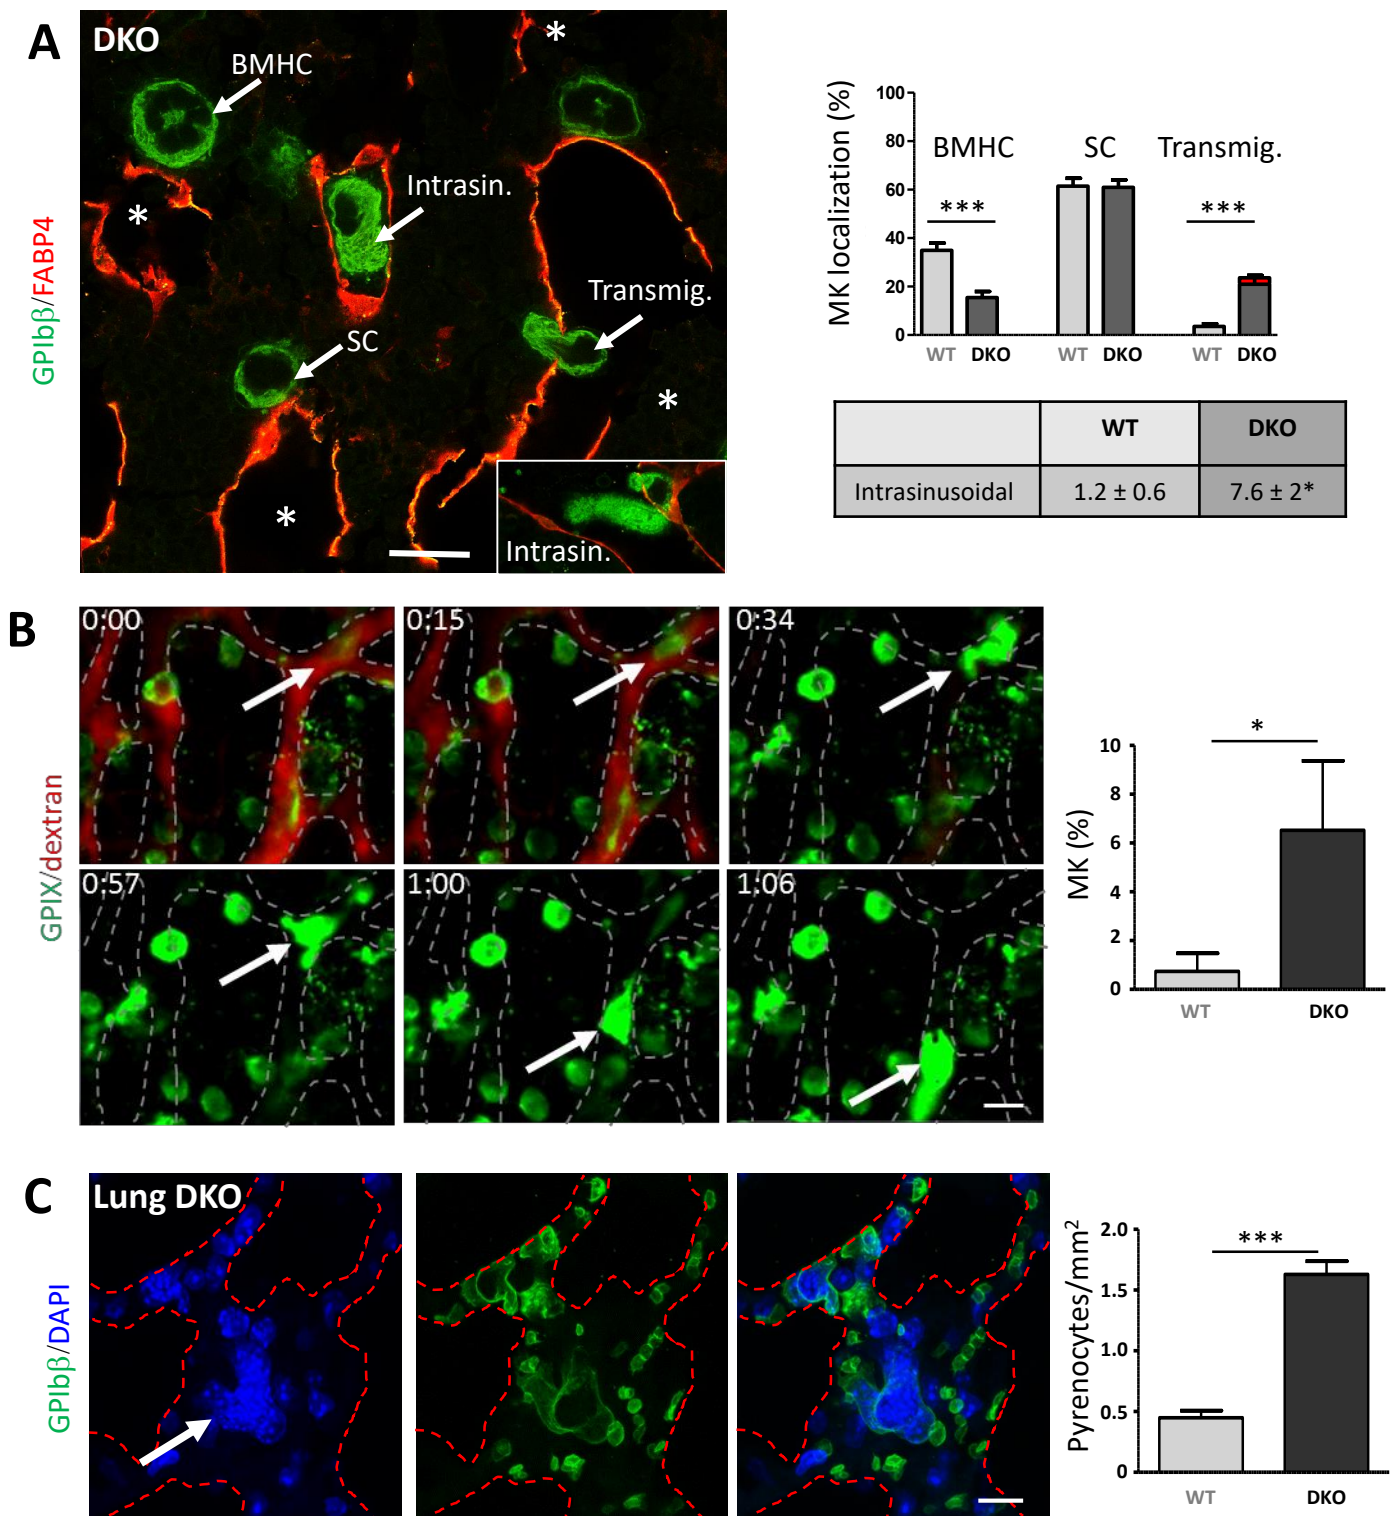 A
DKO
BMHC
Intrasin.
Transmig.
SC
Intrasin.
*
*
*
*
GPIbβ/FABP4
MK localization (%)
100
80
60
40
20
0
BMHC
SC
Transmig.
***
***
WT
DKO
WT
DKO
WT
DKO
WT DKO
Intrasinusoidal 1.2 ± 0.6 7.6 ± 2*
B
GPIX/dextran
0:00
0:15
0:34
0:57
1:00
1:06
MK (%)
10
8
6
4
2
0
*
WT
DKO
C
Lung DKO
GPIbβ/DAPI
Pyrenocytes/mm²
2.0
1.5
1.0
0.5
0
***
WT
DKO